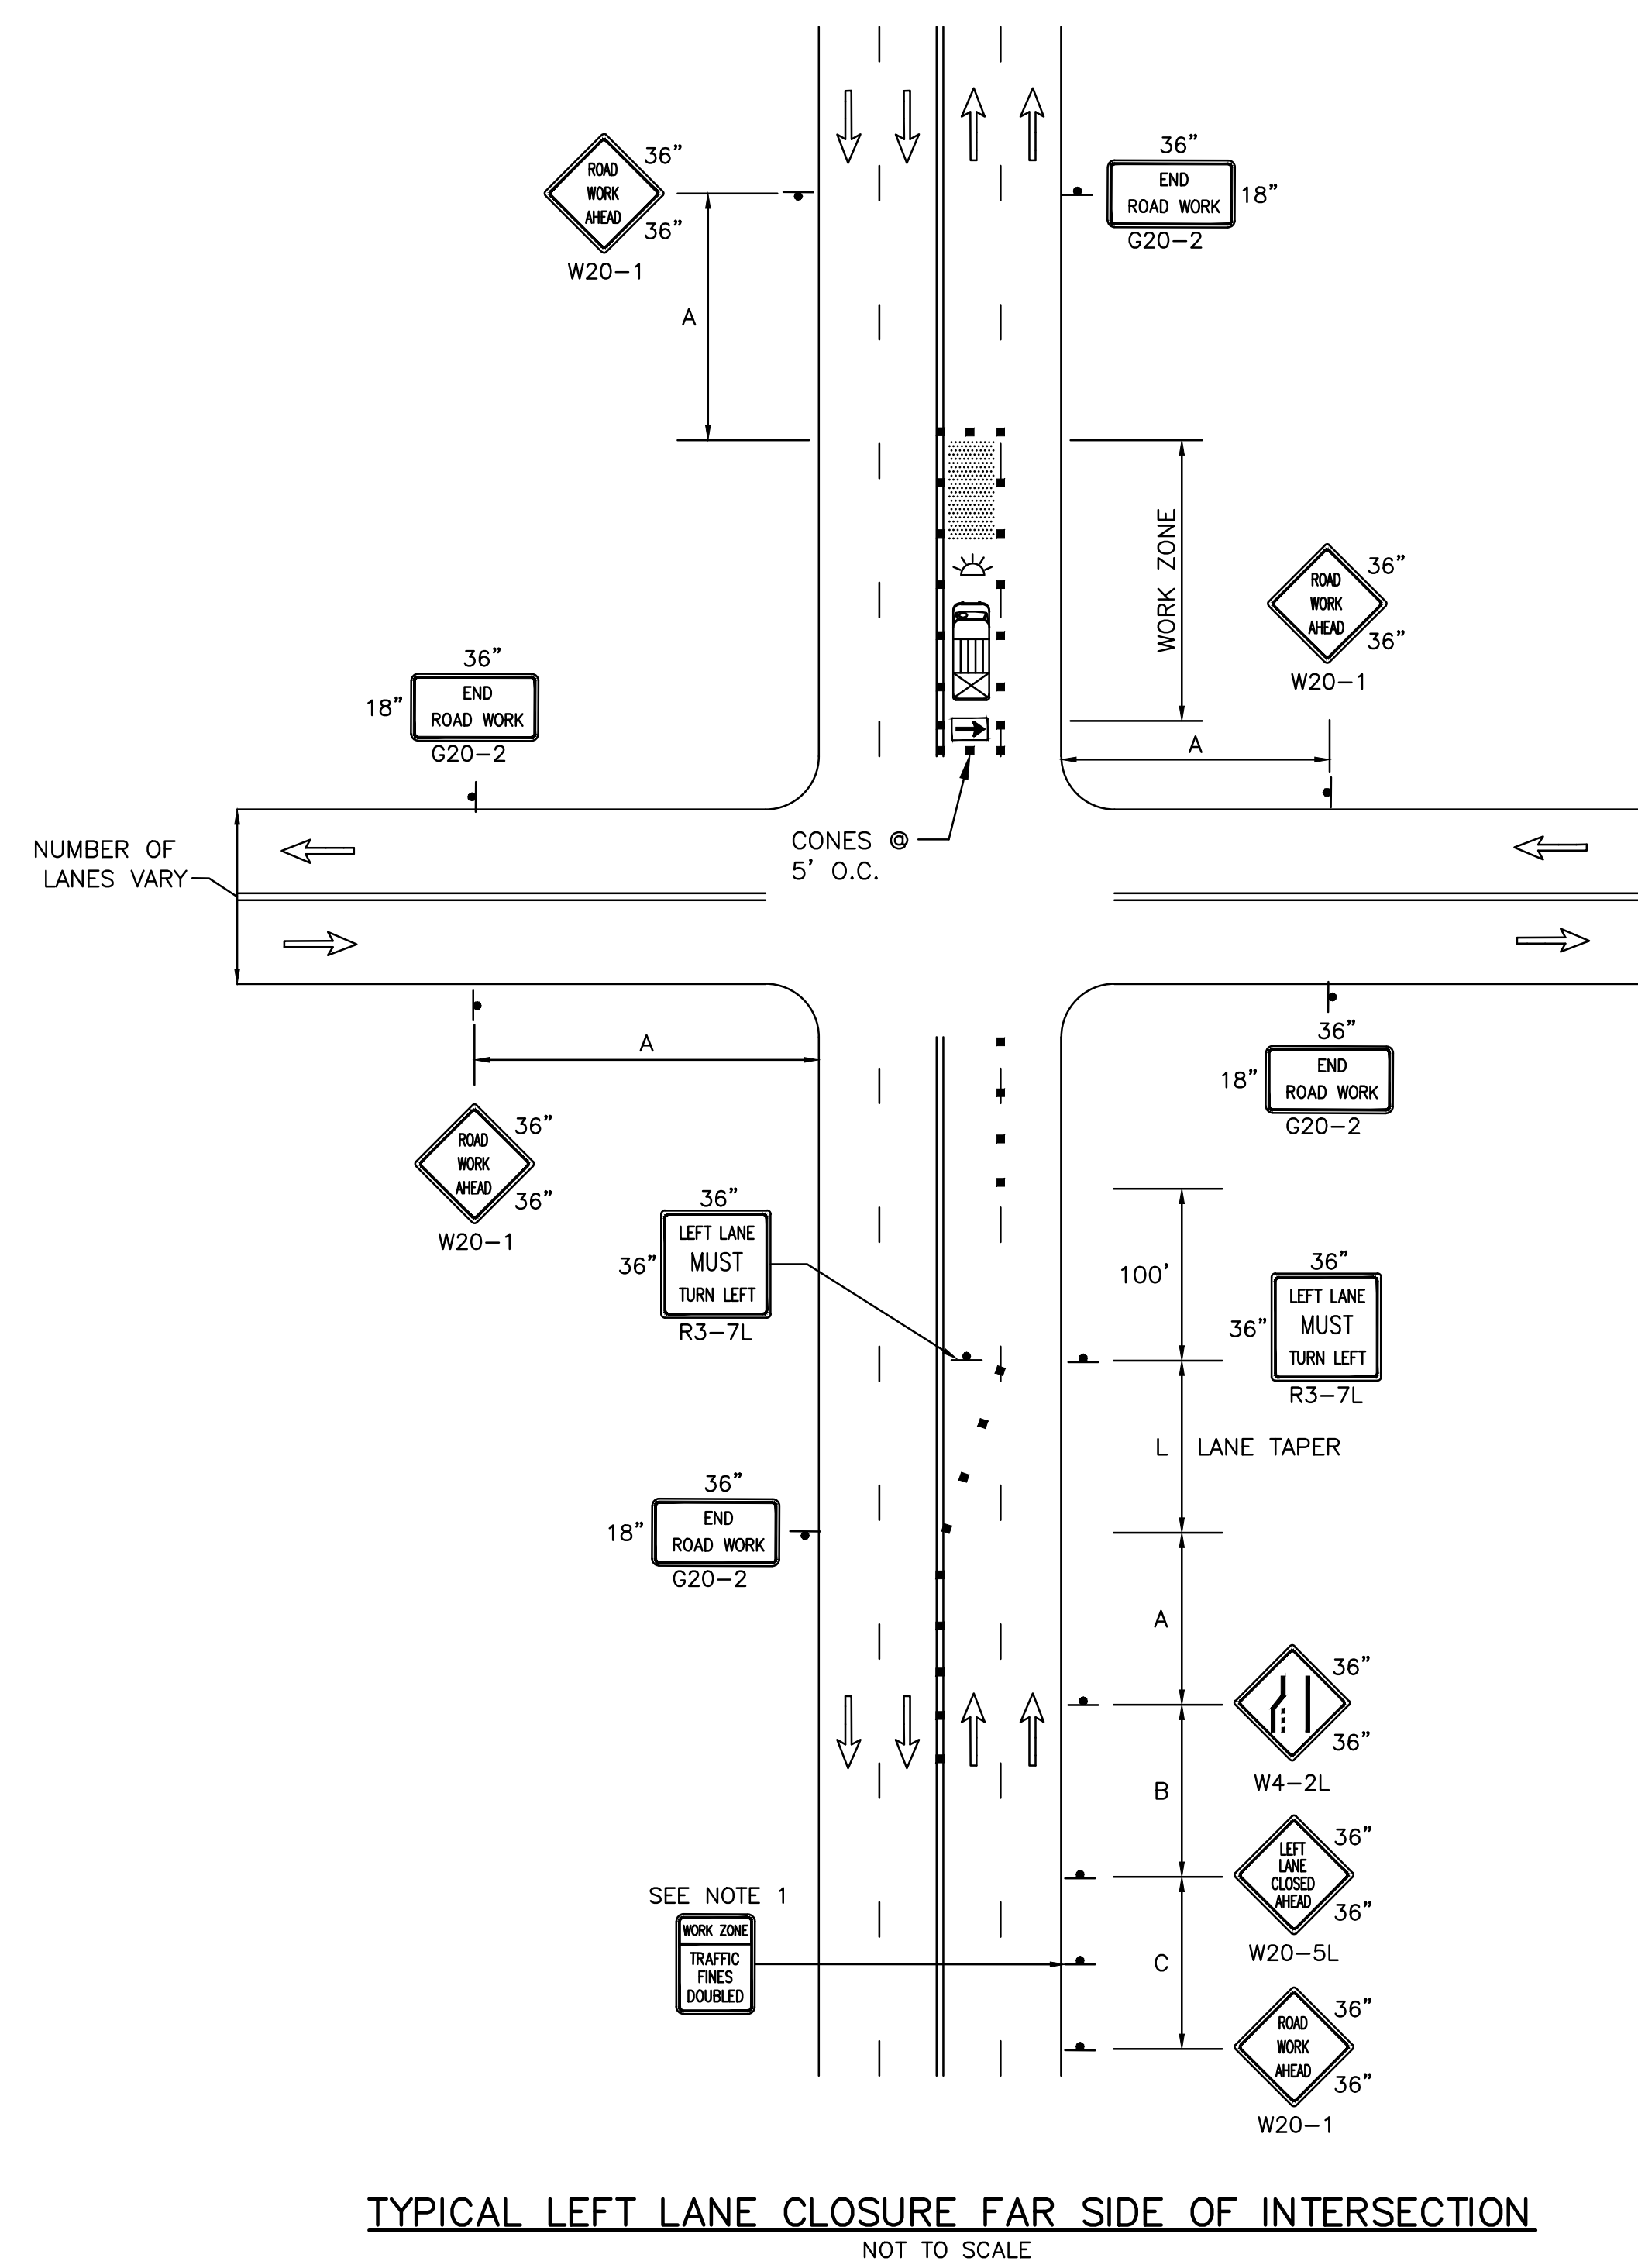 36”
ROAD
WORK
AHEAD
36”
W20-1
36”
END
ROAD WORK
18”
G20-2
A
WORK ZONE
36”
ROAD
WORK
AHEAD
36”
W20-1
36”
18”
END
ROAD WORK
G20-2
A
NUMBER OF
LANES VARY
CONES @
5’ O.C.
A
36”
18”
END
ROAD WORK
G20-2
36”
ROAD
WORK
AHEAD
36”
W20-1
36”
36”
LEFT LANE
MUST
TURN LEFT
R3-7L
100’
36”
36”
LEFT LANE
MUST
TURN LEFT
R3-7L
L LANE TAPER
36”
18”
END
ROAD WORK
G20-2
A
36”
36”
W4-2L
B
36”
LEFT
LANE
CLOSED
AHEAD
36”
W20-5L
SEE NOTE 1
WORK ZONE
TRAFFIC
FINES
DOUBLED
C
36”
ROAD
WORK
AHEAD
36”
W20-1
TYPICAL LEFT LANE CLOSURE FAR SIDE OF INTERSECTION
NOT TO SCALE